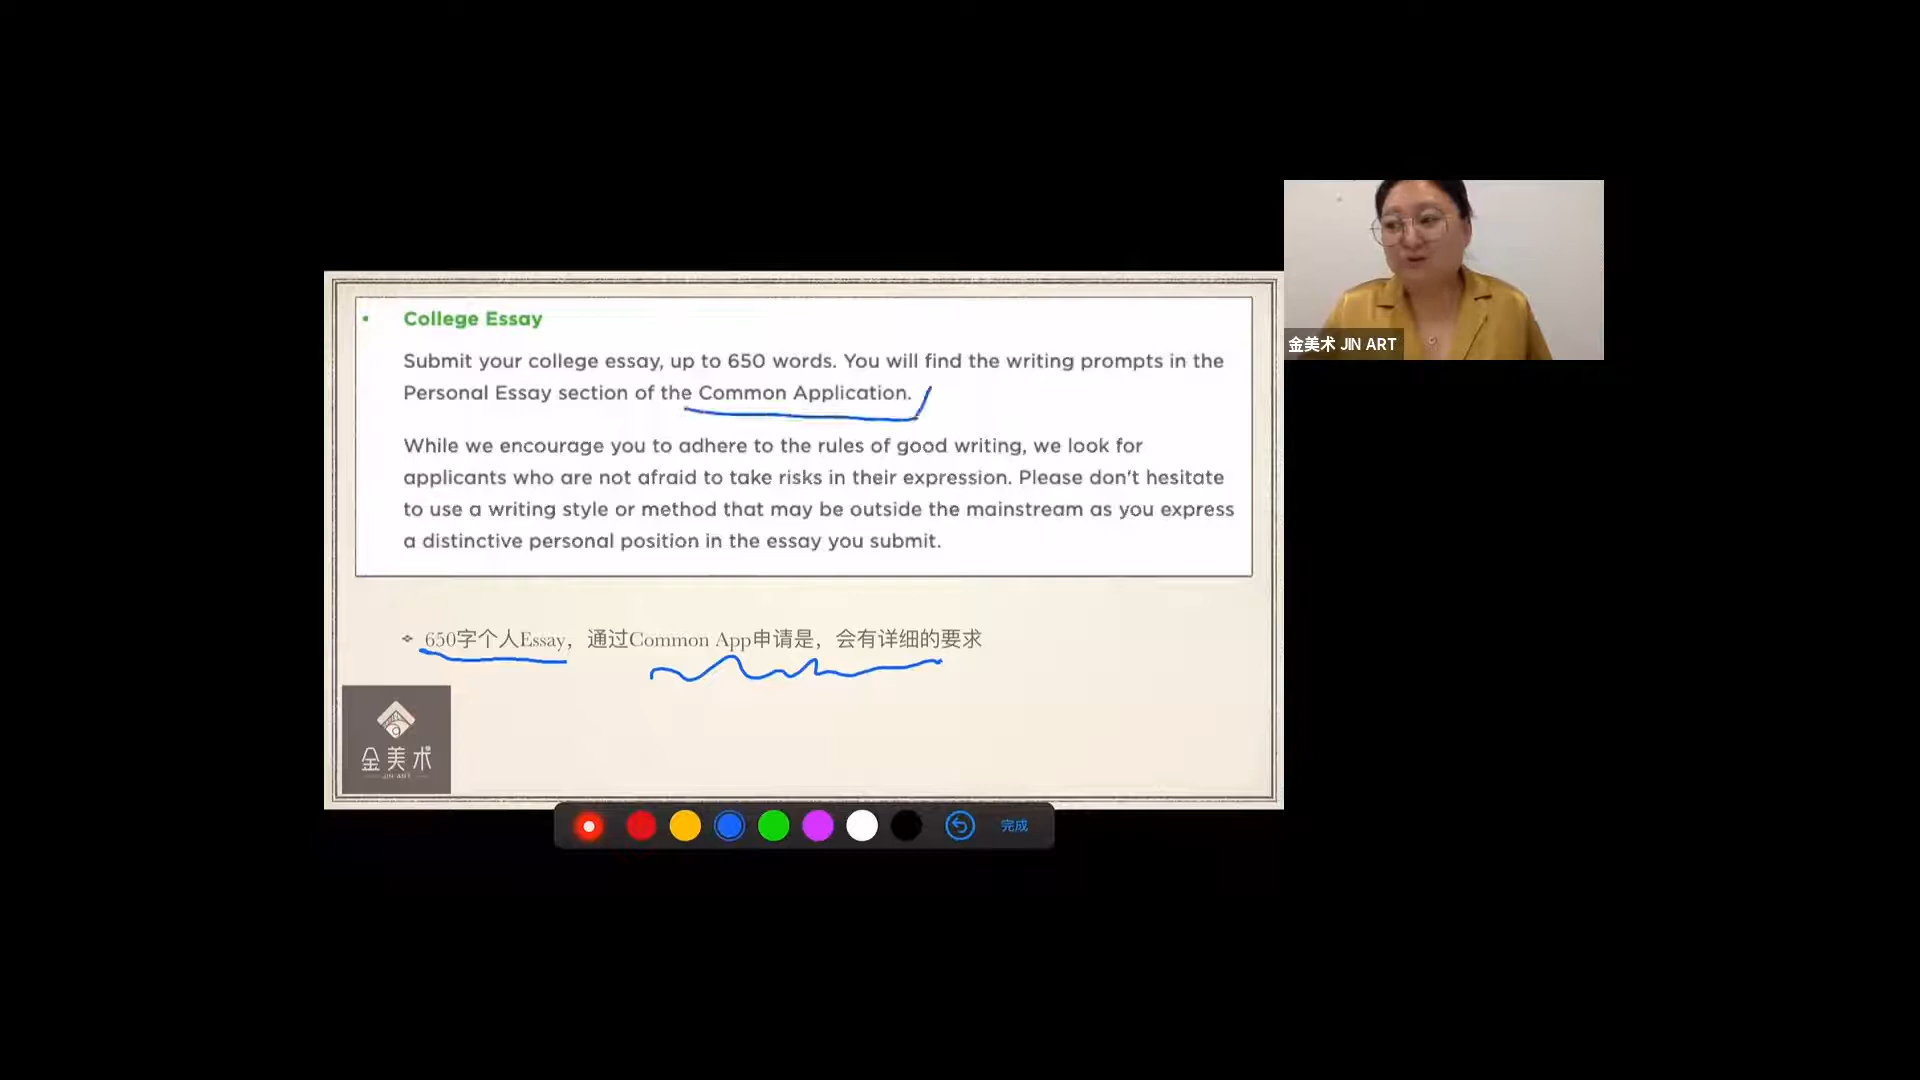 College Essay
Submit your college essay, up to 650 words. You will find the writing prompts in the
Personal Essay section of the Common Application.
While we encourage you to adhere to the rules of good writing, we look for
applicants who are not afraid to take risks in their expression. Please don't hesitate
to use a writing style or method that may be outside the mainstream as you express
a distinctive personal position in the essay you submit.
650字个人Essay，通过Common App申请是，会有详细的要求
金美术
JIN ART
完成
金美术 JIN ART